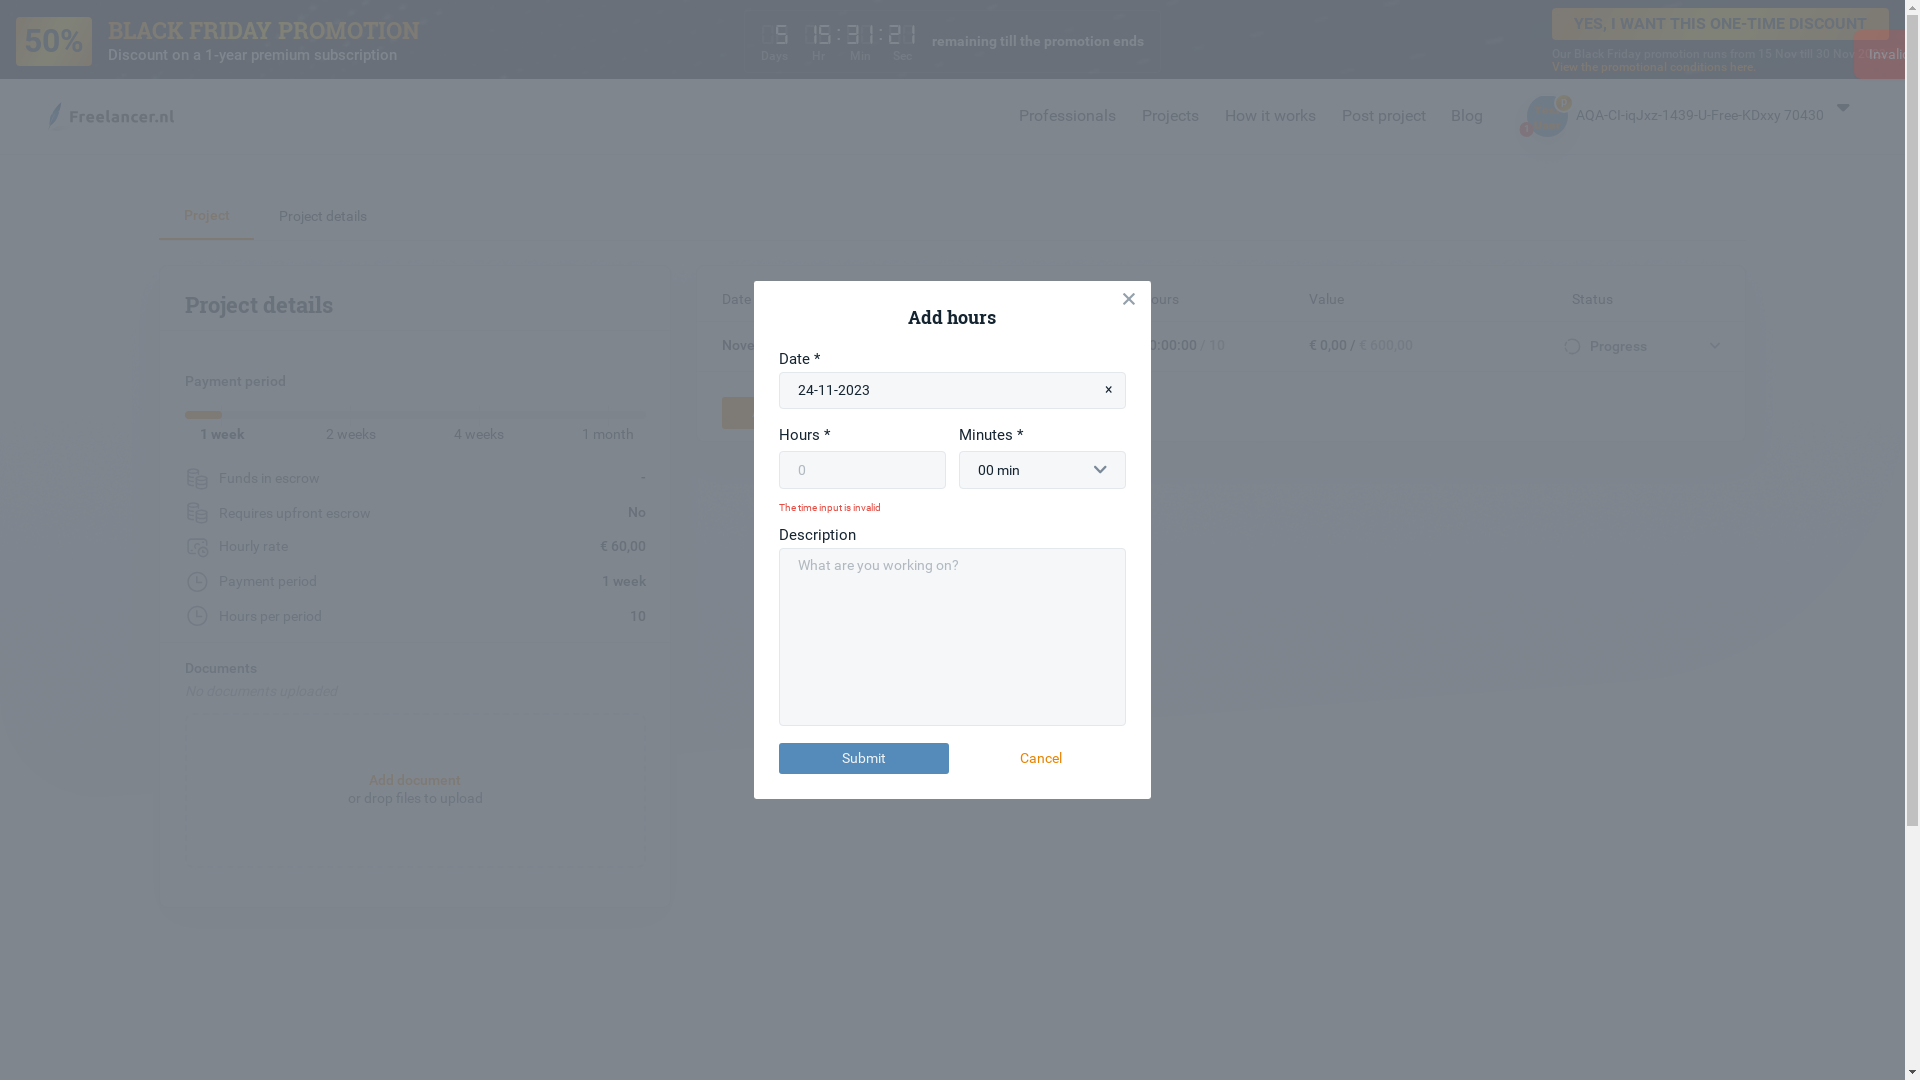 50%
BLACK FRIDAY PROMOTION
Discount on a 1-year premium subscription
5 15:31:21
Days Hr Min Sec
remaining till the promotion ends
YES, I WANT THIS ONE-TIME DISCOUNT
Our Black Friday promotion runs from 15 Nov till 30 Nov
View the promotional conditions here
Freelancer.nl
Professionals
Projects
How it works
Post project
Blog
0
1
AQA-CI-iqJxz-1439-U-Free-KDxxy 70430
Project
Project details
Project details
Payment period
1 week
2 weeks
4 weeks
1 month
Funds in escrow -
Requires upfront escrow No
Hourly rate € 60,00
Payment period 1 week
Hours per period 10
Documents
No documents uploaded
Add document
or drop files to upload
Date
Value
Status
0:00:00 / 10
€ 0,00 / € 600,00
Progress
Add hours
Date *
24-11-2023
×
Hours *
Minutes *
0
00 min
The time input is invalid
Description
What are you working on?
Submit
Cancel